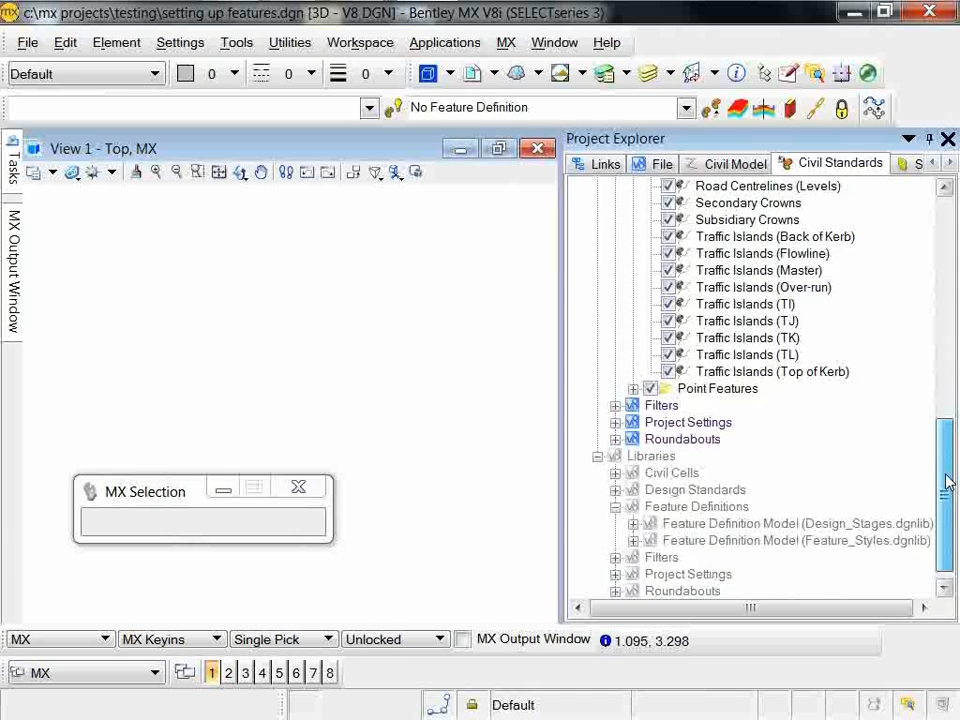 c:\mx projects\testing\setting up features.dgn [3D - V8 DGN] - Bentley MX V8i (SELECTseries 3)
File Edit Element Settings Tools Utilities Workspace Applications MX Window Help
Default 0 0 0
No Feature Definition
Project Explorer
View 1 - Top, MX
Links File Civil Model Civil Standards S
Tasks
MX Output Window
Road Centrelines (Levels)
Secondary Crowns
Subsidiary Crowns
Traffic Islands (Back of Kerb)
Traffic Islands (Flowline)
Traffic Islands (Master)
Traffic Islands (Over-run)
Traffic Islands (TI)
Traffic Islands (TJ)
Traffic Islands (TK)
Traffic Islands (TL)
Traffic Islands (Top of Kerb)
Point Features
Filters
Project Settings
Roundabouts
Libraries
Civil Cells
Design Standards
Feature Definitions
Feature Definition Model (Design_Stages.dgnlib)
Feature Definition Model (Feature_Styles.dgnlib)
Filters
Project Settings
Roundabouts
MX Selection
MX MX Keyins Single Pick Unlocked MX Output Window 1.095, 3.298
MX 1 2 3 4 5 6 7 8
Default